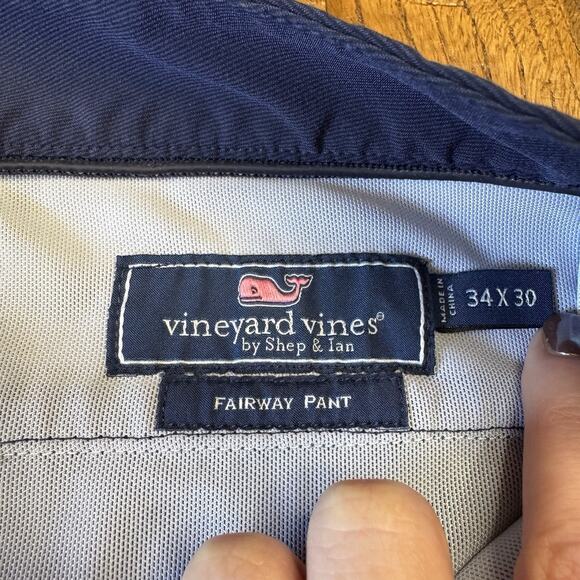 vineyard vines®
by Shep & Ian
MADE IN
CHINA
34 X 30
FAIRWAY PANT